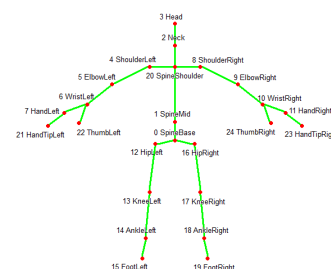 3 Head
2 Neck
4 ShoulderLeft
8 ShoulderRight
20 SpineShoulder
5 ElbowLeft
9 ElbowRight
6 WristLeft
10 WristRight
7 HandLeft
1 SpineMid
11 HandRight
21 HandTipLeft
22 ThumbLeft
0 SpineBase
24 ThumbRight
23 HandTipRig
12 HipLeft
16 HipRight
13 KneeLeft
17 KneeRight
14 AnkleLeft
18 AnkleRight
15 FootLeft
19 FootRight